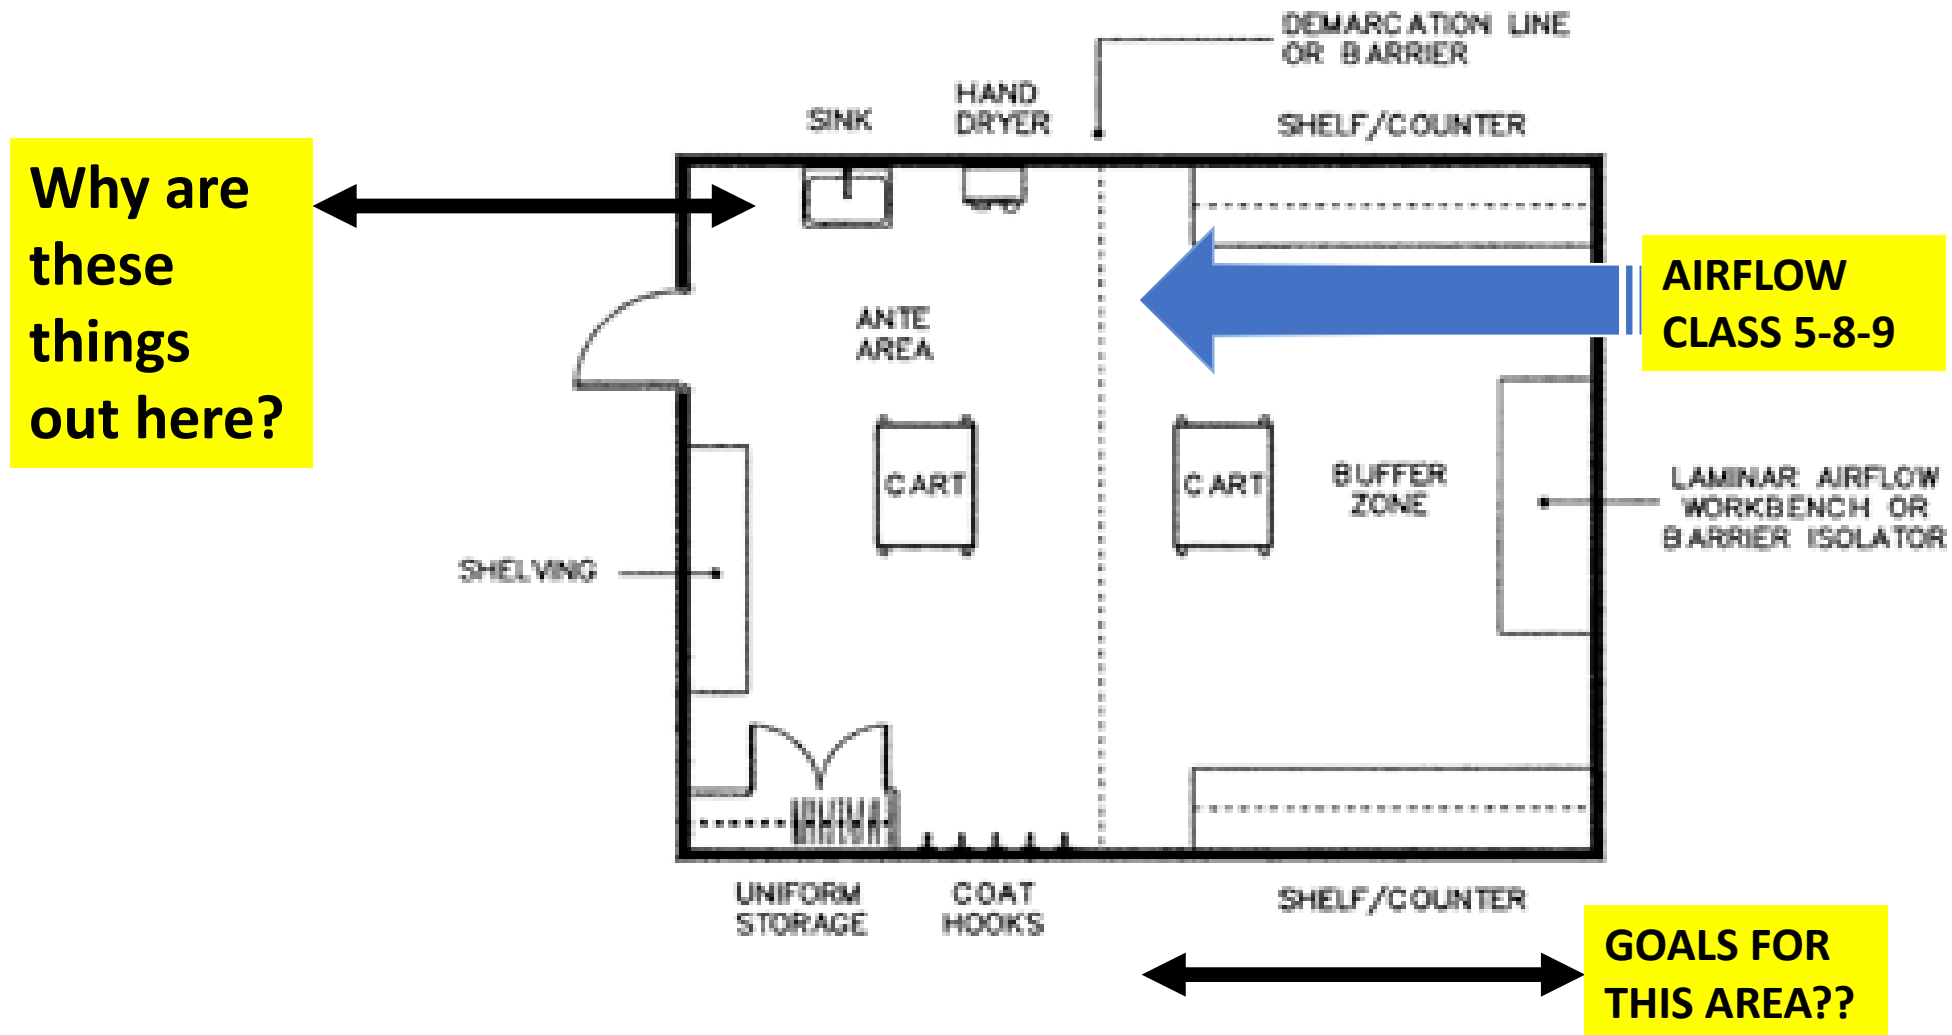 DEMARCATION LINE
OR BARRIER
HAND
DRYER
SINK
SHELF/COUNTER
Why are
these
things
out here?
AIRFLOW
CLASS 5-8-9
ANTE
AREA
CART
CART
BUFFER
ZONE
LAMINAR AIRFLOW
WORKBENCH OR
BARRIER ISOLATOR
SHELVING
UNIFORM
STORAGE
COAT
HOOKS
SHELF/COUNTER
GOALS FOR
THIS AREA??